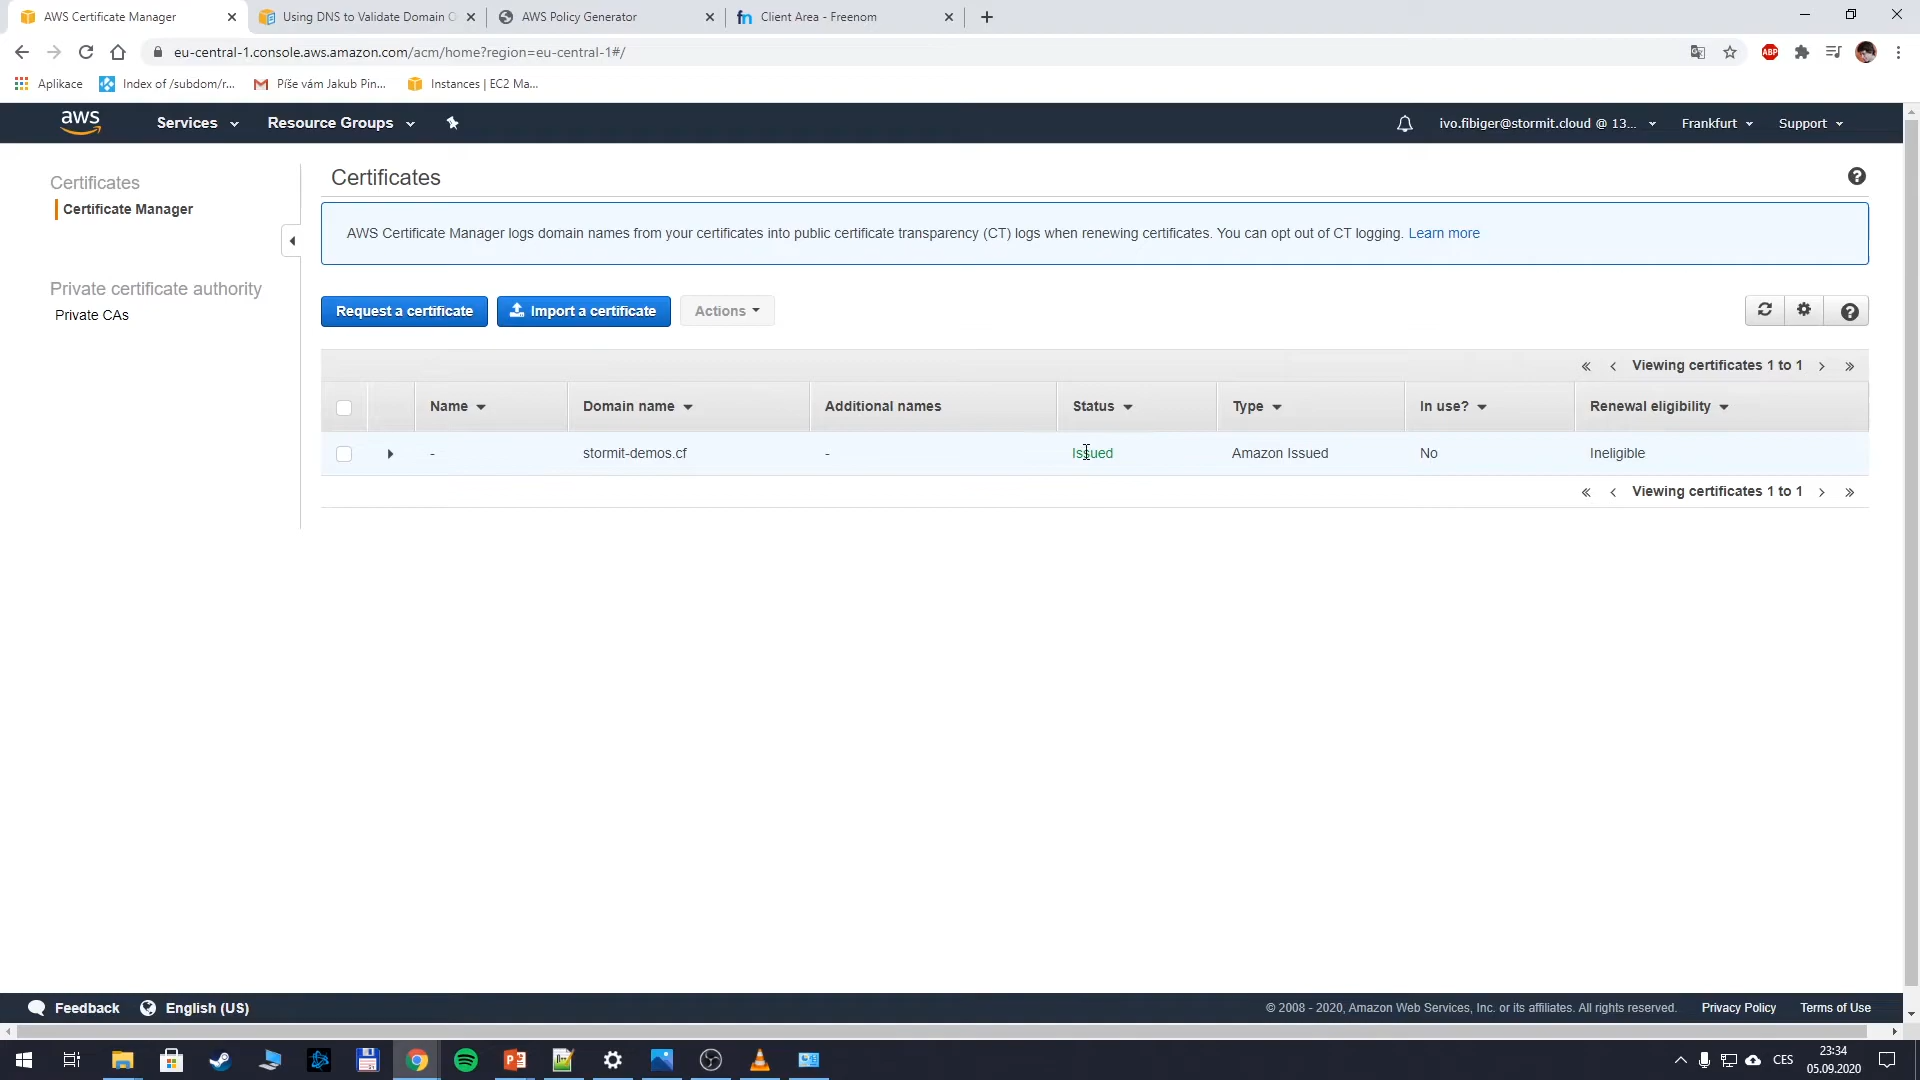 AWS Certificate Manager
Using DNS to Validate Domain O
AWS Policy Generator
fn Client Area - Freenom
eu-central-1.console.aws.amazon.com/acm/home?region=eu-central-1#/
ABP
Aplikace
Index of /subdom/r...
Píše vám Jakub Pin...
Instances | EC2 Ma...
aws
Services
Resource Groups
ivo.fibiger@stormit.cloud @ 13...
Frankfurt
Support
Certificates
Certificate Manager
Private certificate authority
Private CAs
Certificates
AWS Certificate Manager logs domain names from your certificates into public certificate transparency (CT) logs when renewing certificates. You can opt out of CT logging. Learn more
Request a certificate
Import a certificate
Actions
« ‹ Viewing certificates 1 to 1 › »
Name
Domain name
Additional names
Status
Type
In use?
Renewal eligibility
-
stormit-demos.cf
-
Issued
Amazon Issued
No
Ineligible
« ‹ Viewing certificates 1 to 1 › »
Feedback
English (US)
© 2008 - 2020, Amazon Web Services, Inc. or its affiliates. All rights reserved.
Privacy Policy
Terms of Use
CES
23:34
05.09.2020